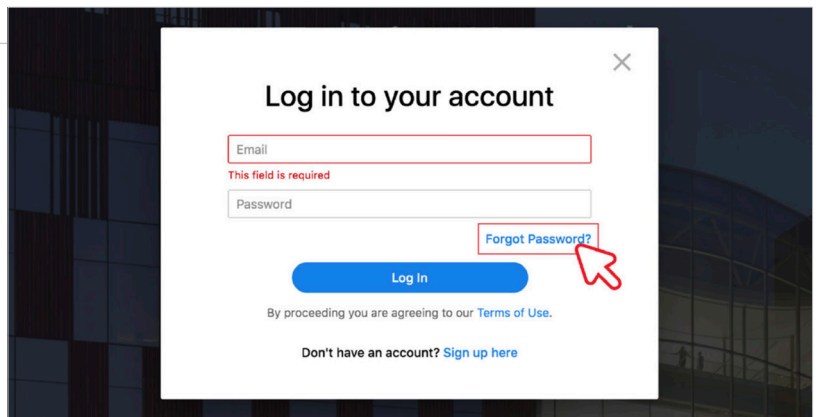 Log in to your account
Email
This field is required
Password
Forgot Password?
Log In
By proceeding you are agreeing to our Terms of Use.
Don't have an account? Sign up here